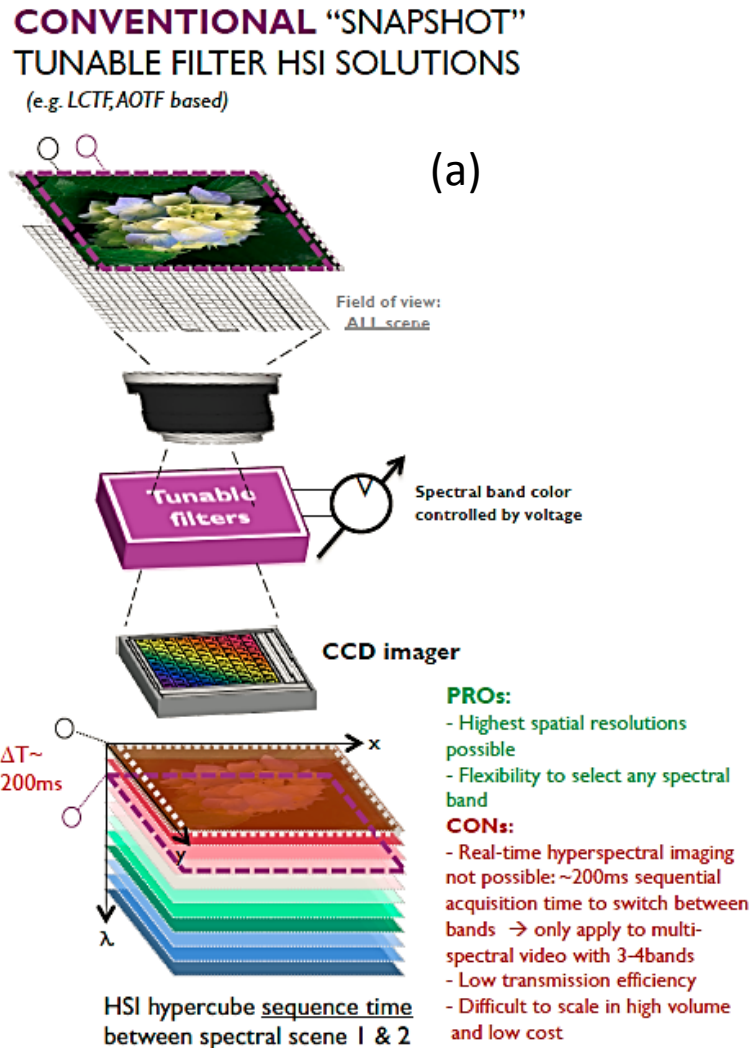 CONVENTIONAL “SNAPSHOT”
TUNABLE FILTER HSI SOLUTIONS
(e.g. LCTF, AOTF based)
(a)
Field of view:
ALL scene
Tunable
filters
Spectral band color
controlled by voltage
CCD imager
PROs:
- Highest spatial resolutions
possible
- Flexibility to select any spectral
band
CONs:
- Real-time hyperspectral imaging
not possible: ~200ms sequential
acquisition time to switch between
bands → only apply to multi-
spectral video with 3-4bands
- Low transmission efficiency
- Difficult to scale in high volume
and low cost
x
ΔT~
200ms
y
λ
HSI hypercube sequence time
between spectral scene 1 & 2